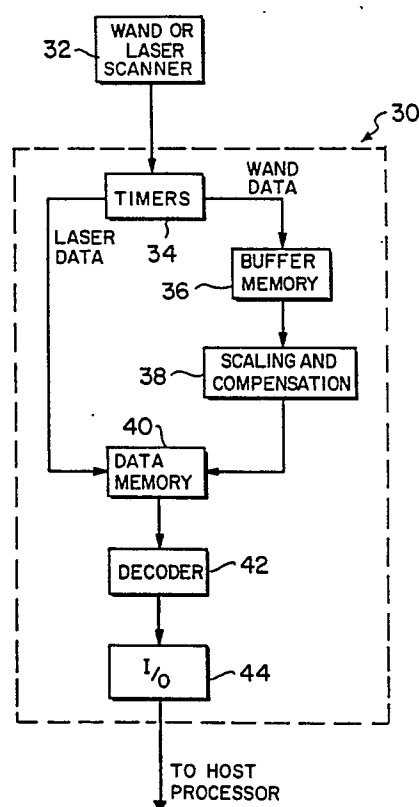 WAND OR
LASER
SCANNER
32
30
TIMERS
34
WAND
DATA
LASER
DATA
BUFFER
MEMORY
36
SCALING AND
COMPENSATION
38
40
DATA
MEMORY
DECODER
42
I/O
44
TO HOST
PROCESSOR